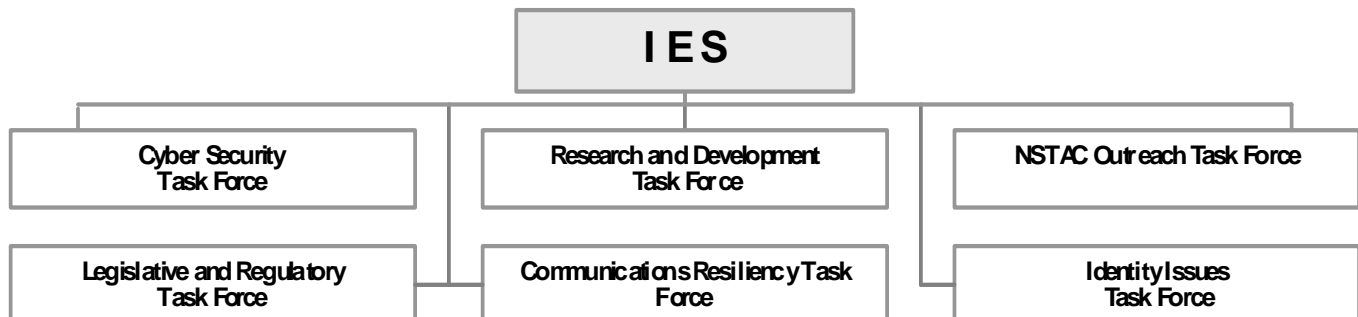 IES
Cyber Security
Task Force
Research and Development
Task Force
NSTAC Outreach Task Force
Legislative and Regulatory
Task Force
Communications Resiliency Task
Force
Identity Issues
Task Force